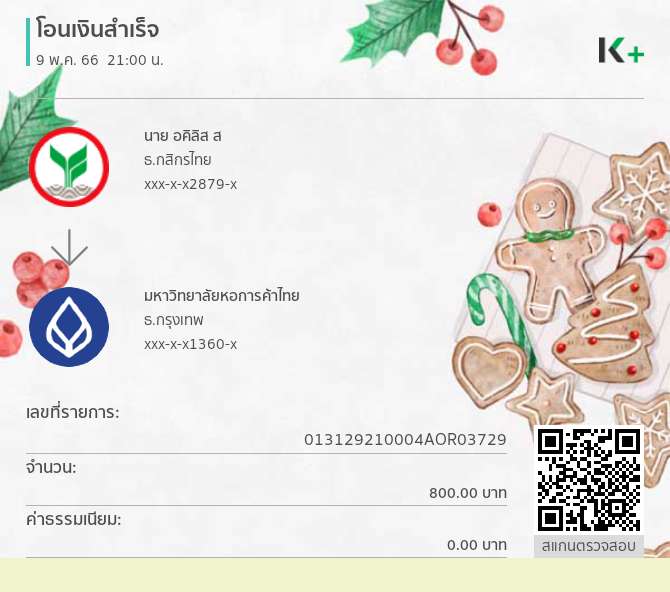 โอนเงินสำเร็จ
9 พ.ค. 66 21:00 น.
K+
นาย อคิลิส ส
ธ.กสิกรไทย
xxx-x-x2879-x
มหาวิทยาลัยหอการค้าไทย
ธ.กรุงเทพ
xxx-x-x1360-x
เลขที่รายการ:
013129210004AOR03729
จำนวน:
800.00 บาท
ค่าธรรมเนียม:
0.00 บาท
สแกนตรวจสอบ